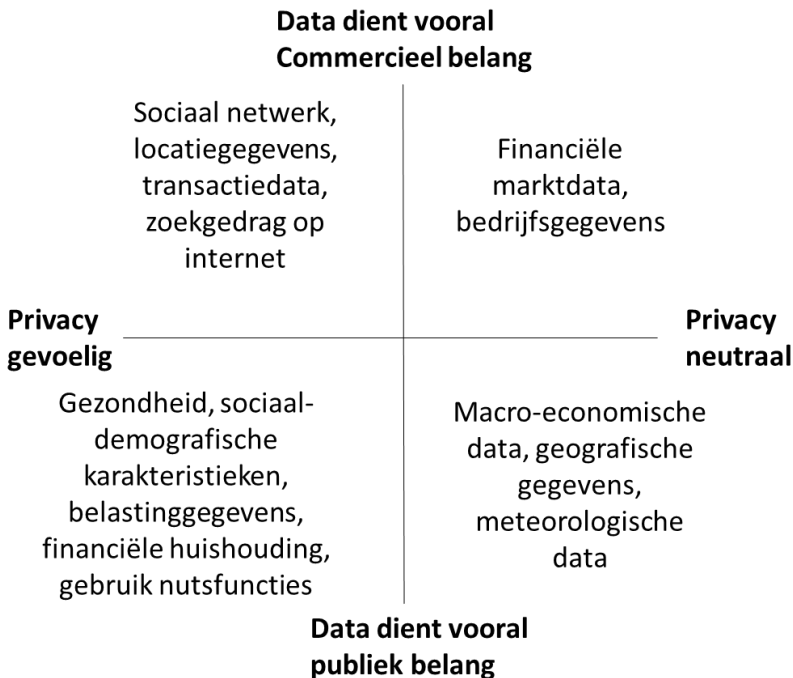 Data dient vooral
Commercieel belang
Sociaal netwerk,
locatiegegevens,
transactiedata,
zoekgedrag op
internet
Financiële
marktdata,
bedrijfsgegevens
Privacy
gevoelig
Privacy
neutraal
Gezondheid, sociaal-
demografische
karakteristieken,
belastinggegevens,
financiële huishouding,
gebruik nutsfuncties
Macro-economische
data, geografische
gegevens,
meteorologische
data
Data dient vooral
publiek belang